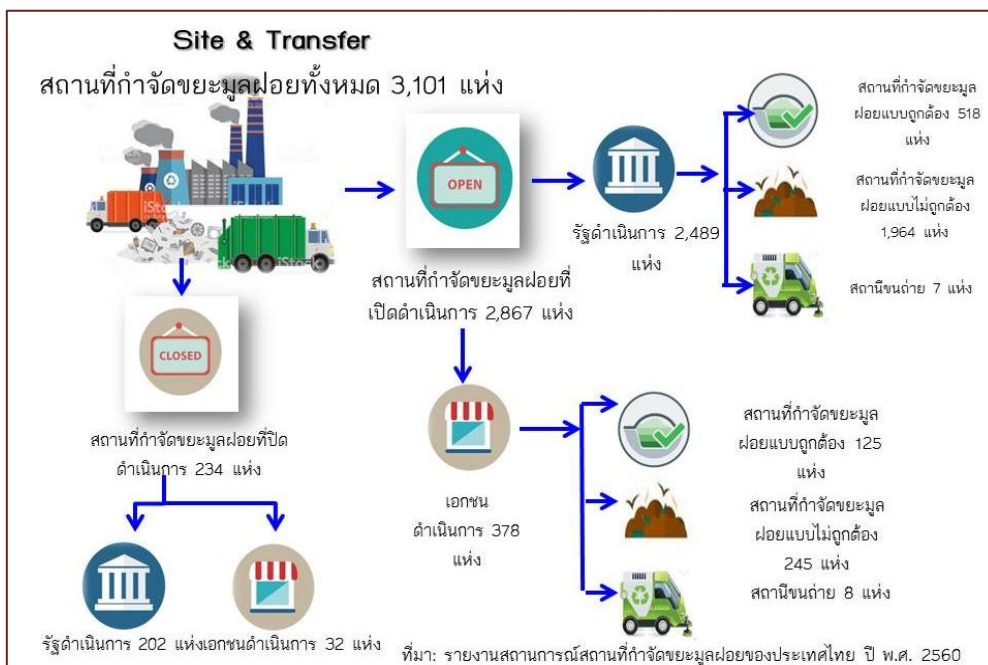 Site & Transfer
สถานที่กำจัดขยะมูลฝอยทั้งหมด 3,101 แห่ง
iStock
iStock
OPEN
สถานที่กำจัดขยะมูลฝอยที่
เปิดดำเนินการ 2,867 แห่ง
รัฐดำเนินการ 2,489
แห่ง
สถานที่กำจัดขยะมูล
ฝอยแบบถูกต้อง 518
แห่ง
สถานที่กำจัดขยะมูล
ฝอยแบบไม่ถูกต้อง
1,964 แห่ง
สถานีขนถ่าย 7 แห่ง
CLOSED
สถานที่กำจัดขยะมูลฝอยที่ปิด
ดำเนินการ 234 แห่ง
รัฐดำเนินการ 202 แห่ง
เอกชนดำเนินการ 32 แห่ง
เอกชน
ดำเนินการ 378
แห่ง
สถานที่กำจัดขยะมูล
ฝอยแบบถูกต้อง 125
แห่ง
สถานที่กำจัดขยะมูล
ฝอยแบบไม่ถูกต้อง
245 แห่ง
สถานีขนถ่าย 8 แห่ง
ที่มา: รายงานสถานการณ์สถานที่กำจัดขยะมูลฝอยของประเทศไทย ปี พ.ศ. 2560